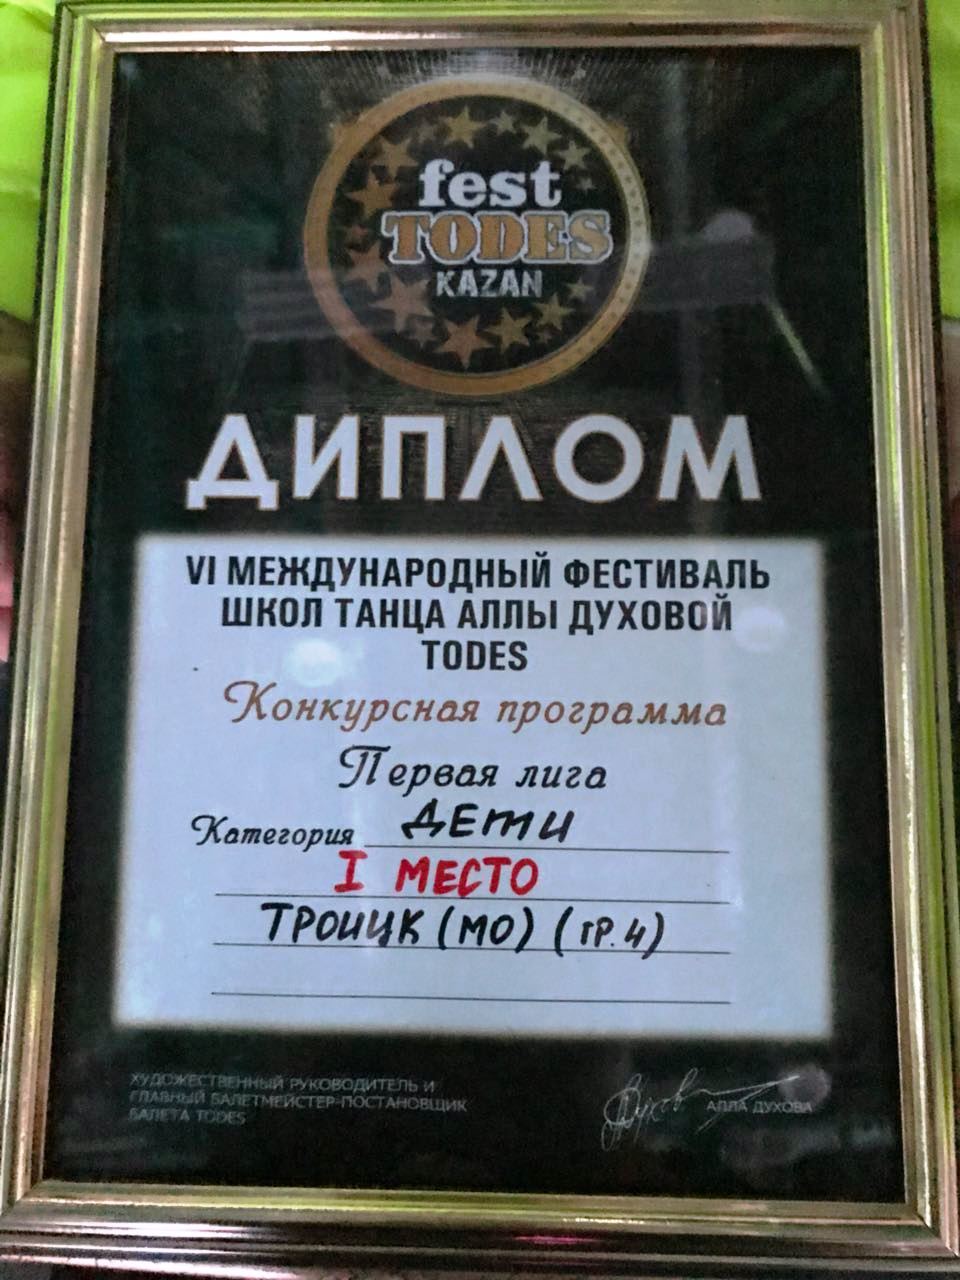 fest
TODES
KAZAN
ДИПЛОМ
VI МЕЖДУНАРОДНЫЙ ФЕСТИВАЛЬ
ШКОЛ ТАНЦА АЛЛЫ ДУХОВОЙ
TODES
Конкурсная программа
Первая лига
Категория ДЕТИ
I МЕСТО
ТРОИЦК (МО) (ГР. 4)
ХУДОЖЕСТВЕННЫЙ РУКОВОДИТЕЛЬ И
ГЛАВНЫЙ БАЛЕТМЕЙСТЕР-ПОСТАНОВЩИК
БАЛЕТА TODES
АЛЛА ДУХОВА